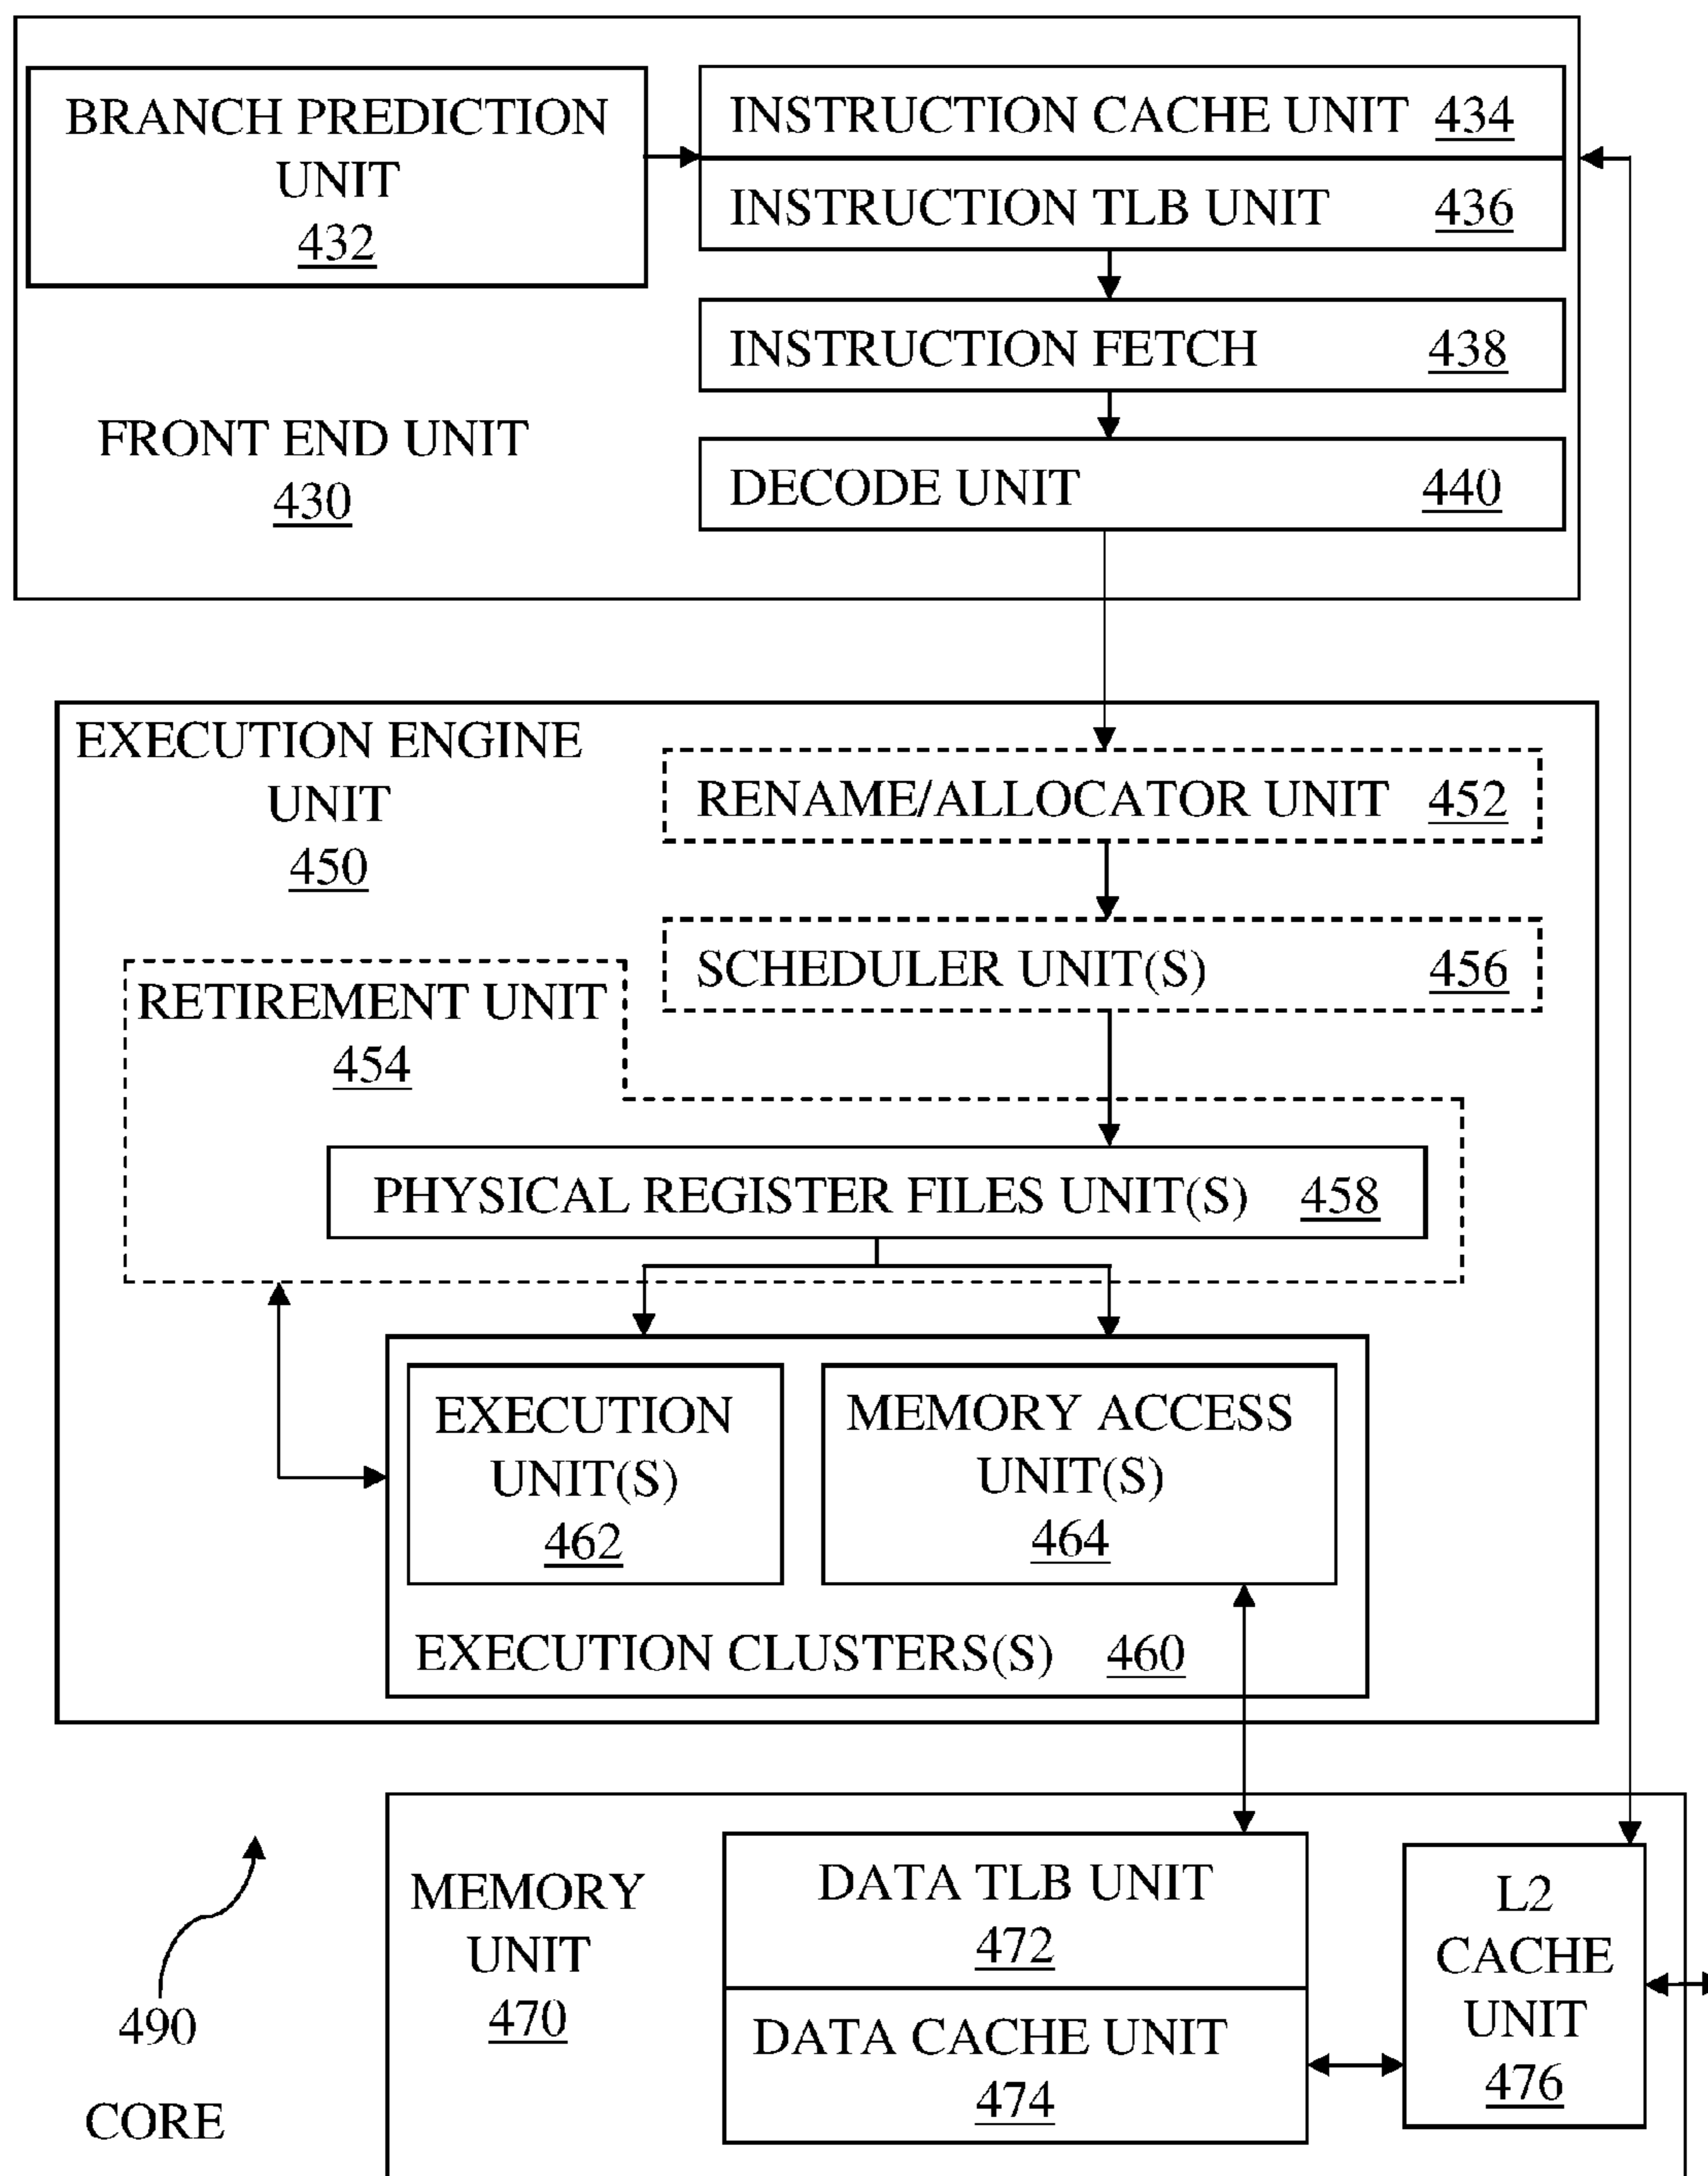 BRANCH PREDICTION
UNIT
432
INSTRUCTION CACHE UNIT 434
INSTRUCTION TLB UNIT 436
INSTRUCTION FETCH 438
FRONT END UNIT
430
DECODE UNIT 440
EXECUTION ENGINE
UNIT
450
RENAME/ALLOCATOR UNIT 452
SCHEDULER UNIT(S) 456
RETIREMENT UNIT
454
PHYSICAL REGISTER FILES UNIT(S) 458
EXECUTION
UNIT(S)
462
MEMORY ACCESS
UNIT(S)
464
EXECUTION CLUSTERS(S) 460
490
CORE
MEMORY
UNIT
470
DATA TLB UNIT
472
DATA CACHE UNIT
474
L2
CACHE
UNIT
476